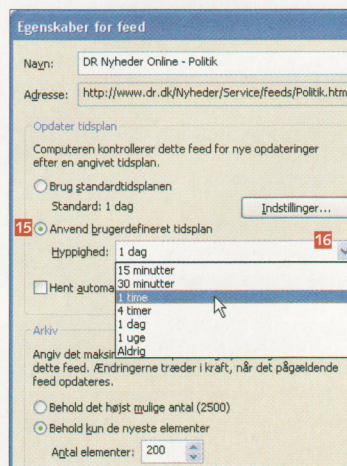 Egenskaber for feed
Navn: DR Nyheder Online - Politik
Adresse: http://www.dr.dk/Nyheder/Service/feeds/Politik.htm
Opdater tidsplan
Computeren kontrollerer dette feed for nye opdateringer
efter en angivet tidsplan.
Brug standardtidsplanen
Standard: 1 dag
Indstillinger...
15 Anvend brugerdefineret tidsplan
16
Hyppighed: 1 dag
15 minutter
30 minutter
1 time
4 timer
1 dag
1 uge
Aldrig
Hent automa
Arkiv
Angiv det maksim
dette feed. Ændringerne træder i kraft, når det pågældende
feed opdateres.
Behold det højst mulige antal (2500)
Behold kun de nyeste elementer
Antal elementer: 200